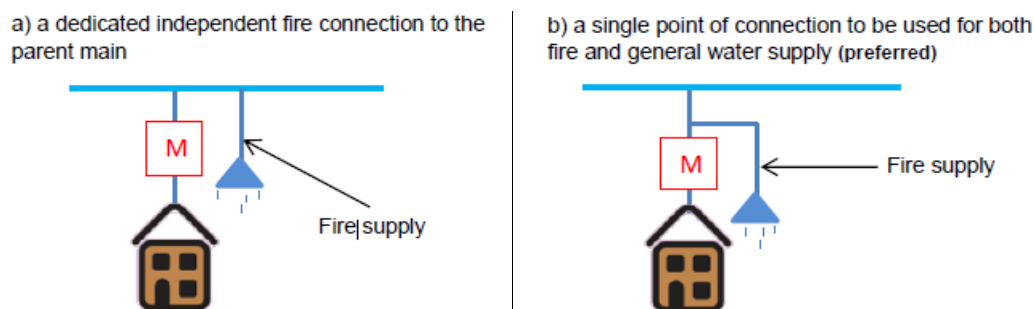 a) a dedicated independent fire connection to the
parent main
M
Fire supply
b) a single point of connection to be used for both
fire and general water supply (preferred)
M
Fire supply